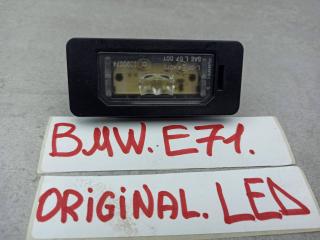 BMW. E71.
ORIGINAL. LED